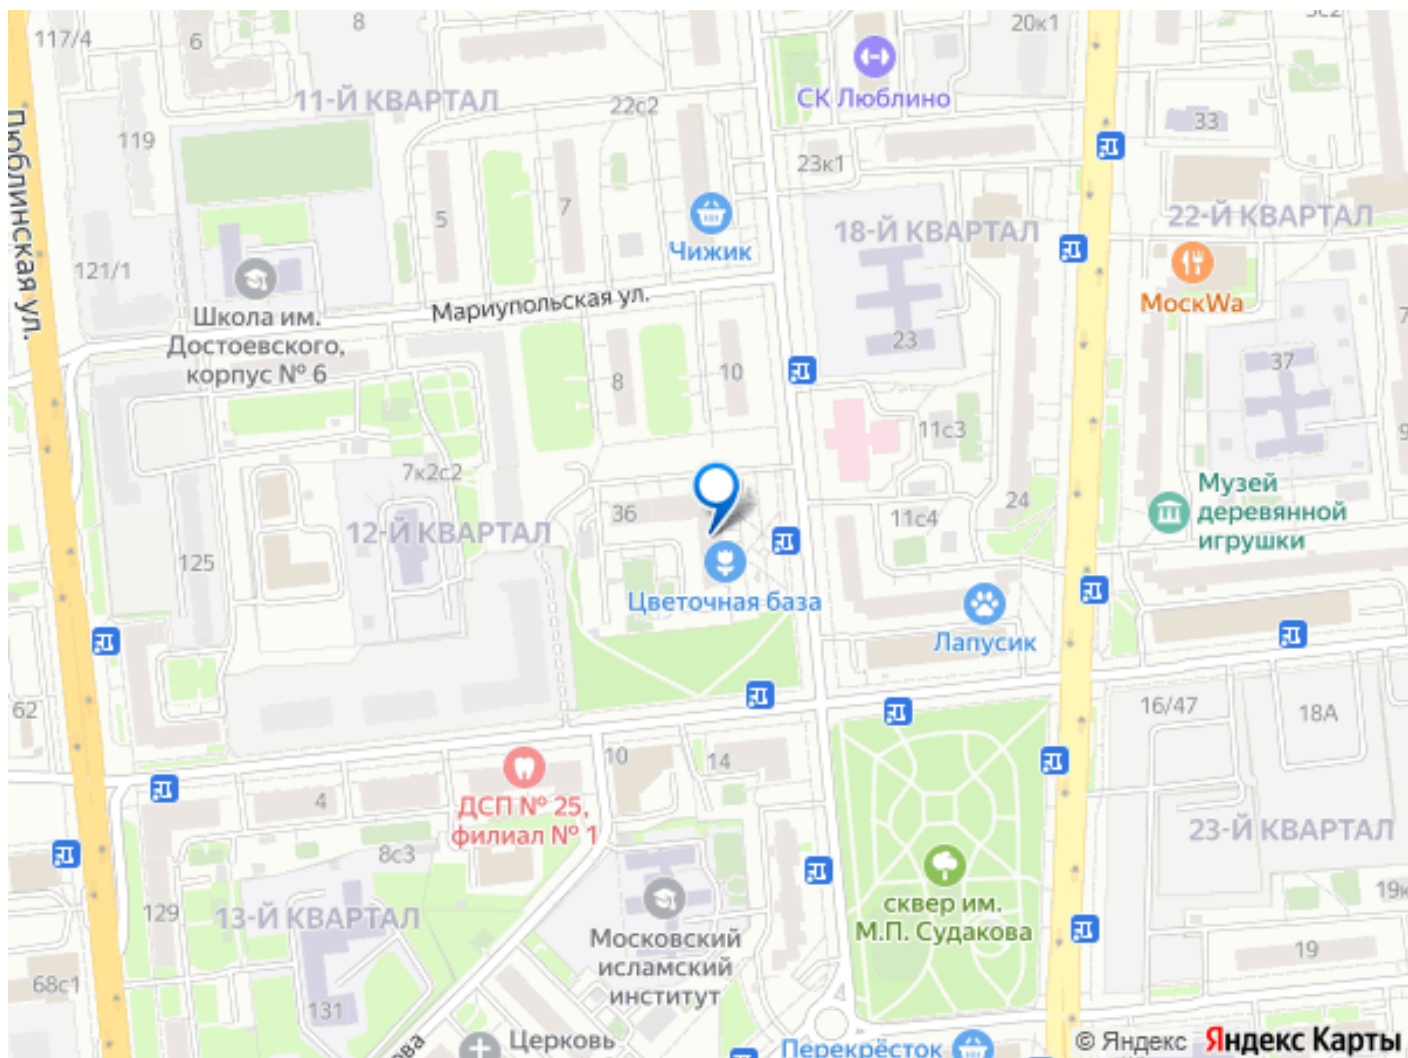 8
20к1
117/4
6
СК Люблино
11-Й КВАРТАЛ
22с2
33
119
23к1
Люблинская ул.
5
7
Чижик
18-Й КВАРТАЛ
22-Й КВАРТАЛ
121/1
МоскWа
Мариупольская ул.
Школа им.
Достоевского,
корпус № 6
23
37
8
10
11с3
7к2с2
36
24
Музей
деревянной
игрушки
11с4
12-Й КВАРТАЛ
125
Цветочная база
Лапусик
62
16/47
18А
10
14
4
ДСП № 25,
филиал № 1
8с3
23-Й КВАРТАЛ
129
13-Й КВАРТАЛ
сквер им.
М.П. Судакова
Московский
исламский
институт
19
68с1
131
Церковь
Перекрёсток
© Яндекс Яндекс Карты